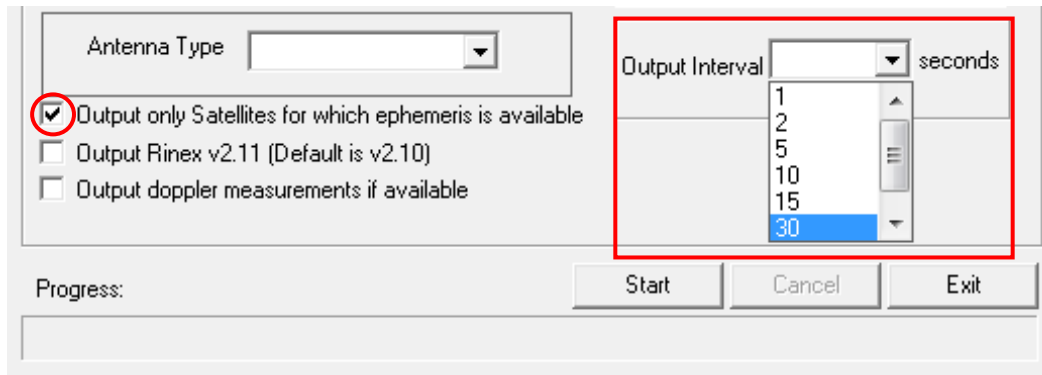 Antenna Type
Output Interval
seconds
1
2
5
10
15
30
Output only Satellites for which ephemeris is available
Output Rinex v2.11 (Default is v2.10)
Output doppler measurements if available
Progress:
Start
Cancel
Exit